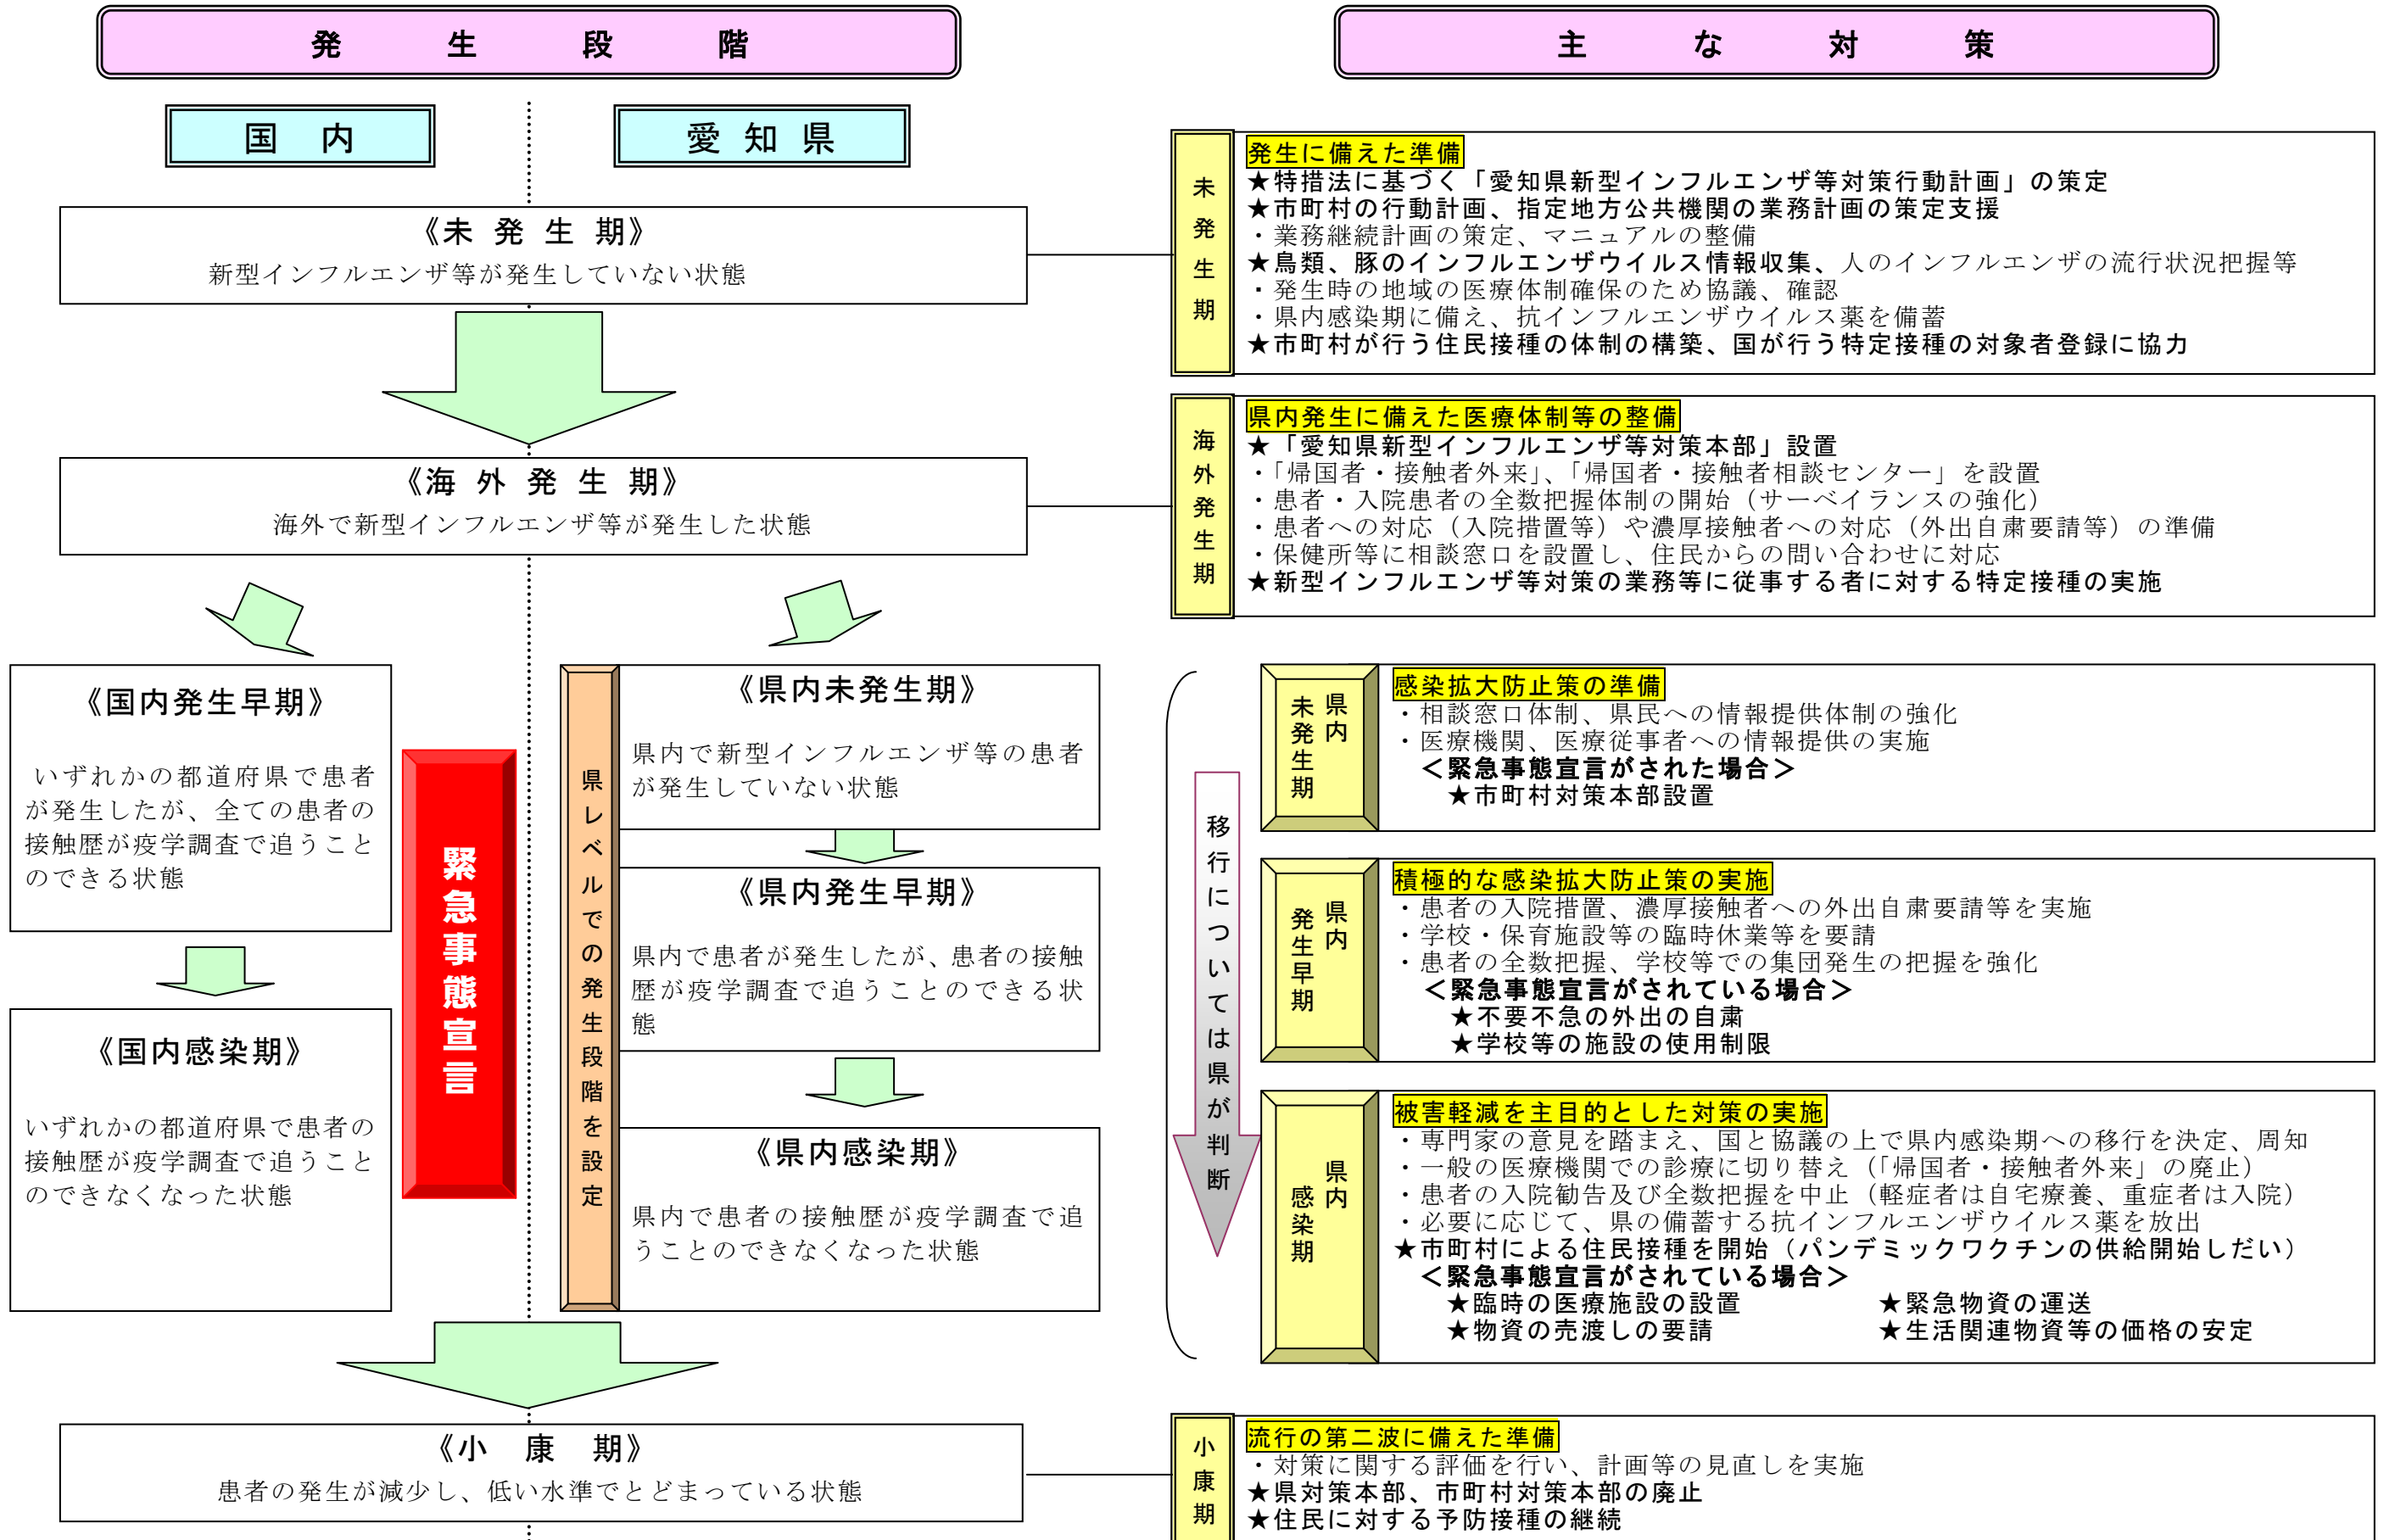 発生段階
国内
愛知県
《未発生期》
新型インフルエンザ等が発生していない状態
《海外発生期》
海外で新型インフルエンザ等が発生した状態
《国内発生早期》
いずれかの都道府県で患者
が発生したが、全ての患者の
接触歴が疫学調査で追うこと
のできる状態
《国内感染期》
いずれかの都道府県で患者の
接触歴が疫学調査で追うこと
のできなくなった状態
緊急事態宣言
県レベルでの発生段階を設定
《県内未発生期》
県内で新型インフルエンザ等の患者
が発生していない状態
《県内発生早期》
県内で患者が発生したが、患者の接触
歴が疫学調査で追うことのできる状
態
《県内感染期》
県内で患者の接触歴が疫学調査で追
うことのできなくなった状態
《小康期》
患者の発生が減少し、低い水準でとどまっている状態
主な対策
未発生期
発生に備えた準備
★特措法に基づく「愛知県新型インフルエンザ等対策行動計画」の策定
★市町村の行動計画、指定地方公共機関の業務計画の策定支援
・業務継続計画の策定、マニュアルの整備
★鳥類、豚のインフルエンザウイルス情報収集、人のインフルエンザの流行状況把握等
・発生時の地域の医療体制確保のため協議、確認
・県内感染期に備え、抗インフルエンザウイルス薬を備蓄
★市町村が行う住民接種の体制の構築、国が行う特定接種の対象者登録に協力
海外発生期
県内発生に備えた医療体制等の整備
★「愛知県新型インフルエンザ等対策本部」設置
・「帰国者・接触者外来」、「帰国者・接触者相談センター」を設置
・患者・入院患者の全数把握体制の開始（サーベイランスの強化）
・患者への対応（入院措置等）や濃厚接触者への対応（外出自粛要請等）の準備
・保健所等に相談窓口を設置し、住民からの問い合わせに対応
★新型インフルエンザ等対策の業務等に従事する者に対する特定接種の実施
移行については県が判断
県内
未発生期
感染拡大防止策の準備
・相談窓口体制、県民への情報提供体制の強化
・医療機関、医療従事者への情報提供の実施
＜緊急事態宣言がされた場合＞
★市町村対策本部設置
県内
発生早期
積極的な感染拡大防止策の実施
・患者の入院措置、濃厚接触者への外出自粛要請等を実施
・学校・保育施設等の臨時休業等を要請
・患者の全数把握、学校等での集団発生の把握を強化
＜緊急事態宣言がされている場合＞
★不要不急の外出の自粛
★学校等の施設の使用制限
県内
感染期
被害軽減を主目的とした対策の実施
・専門家の意見を踏まえ、国と協議の上で県内感染期への移行を決定、周知
・一般の医療機関での診療に切り替え（「帰国者・接触者外来」の廃止）
・患者の入院勧告及び全数把握を中止（軽症者は自宅療養、重症者は入院）
・必要に応じて、県の備蓄する抗インフルエンザウイルス薬を放出
★市町村による住民接種を開始（パンデミックワクチンの供給開始しだい）
＜緊急事態宣言がされている場合＞
★臨時の医療施設の設置 ★緊急物資の運送
★物資の売渡しの要請 ★生活関連物資等の価格の安定
小康期
流行の第二波に備えた準備
・対策に関する評価を行い、計画等の見直しを実施
★県対策本部、市町村対策本部の廃止
★住民に対する予防接種の継続